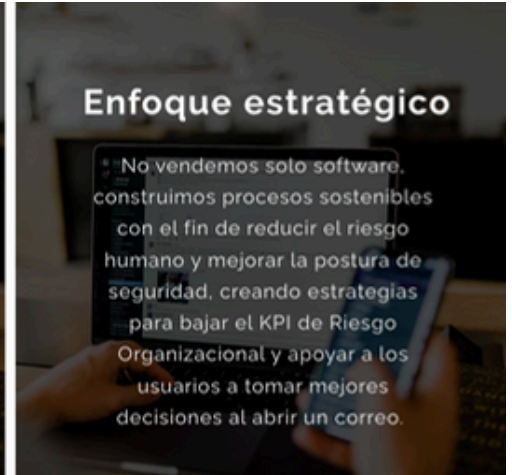 Enfoque estratégico
No vendemos solo software,
construimos procesos sostenibles
con el fin de reducir el riesgo
humano y mejorar la postura de
seguridad, creando estrategias
para bajar el KPI de Riesgo
Organizacional y apoyar a los
usuarios a tomar mejores
decisiones al abrir un correo.